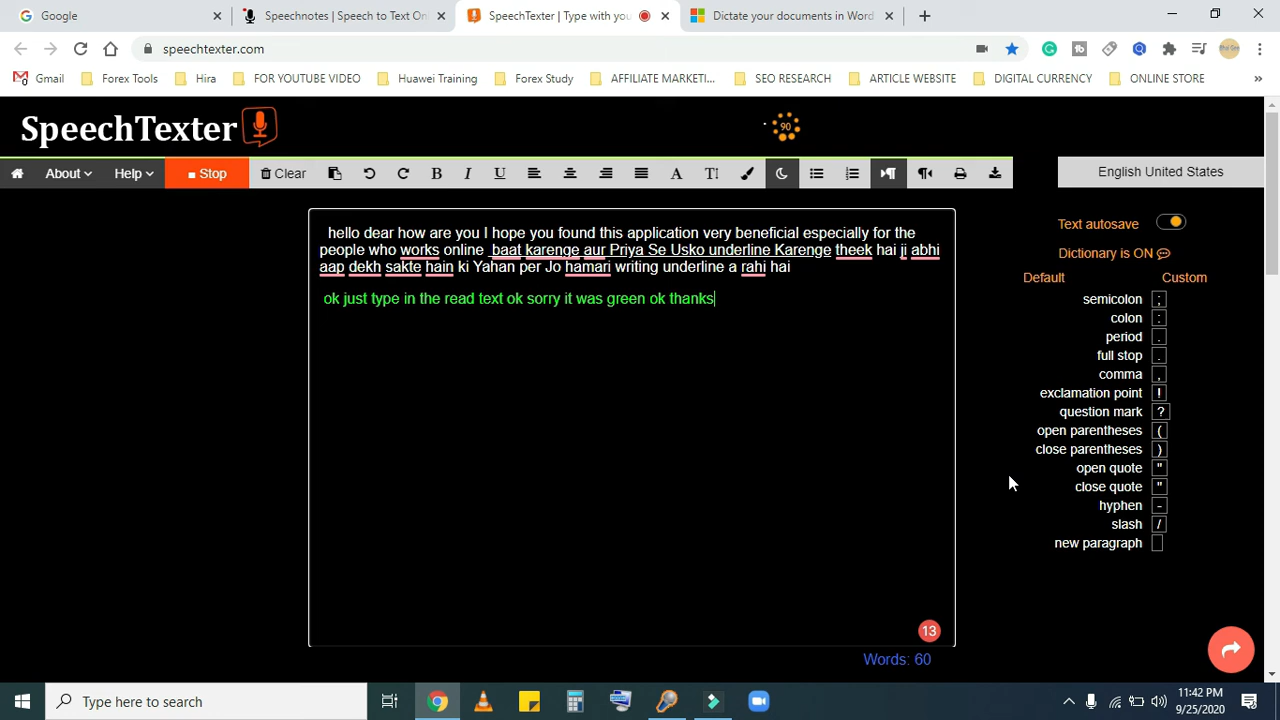 Google
Speechnotes | Speech to Text On
SpeechTexter | Type with you
Dictate your documents in Word
speechtexter.com
Gmail
Forex Tools
Hira
FOR YOUTUBE VIDEO
Huawei Training
Forex Study
AFFILIATE MARKETI...
SEO RESEARCH
ARTICLE WEBSITE
DIGITAL CURRENCY
ONLINE STORE
»
SpeechTexter
90
About
Help
Stop
Clear
B
I
U
A
English United States
hello dear how are you I hope you found this application very beneficial especially for the
people who works online baat karenge aur Priya Se Usko underline Karenge theek hai ji abhi
aap dekh sakte hain ki Yahan per Jo hamari writing underline a rahi hai
ok just type in the read text ok sorry it was green ok thanks
Text autosave
Dictionary is ON
Default Custom
semicolon ;
colon :
period .
full stop .
comma ,
exclamation point !
question mark ?
open parentheses (
close parentheses )
open quote "
close quote "
hyphen -
slash /
new paragraph
13
Words: 60
Type here to search
11:42 PM
9/25/2020